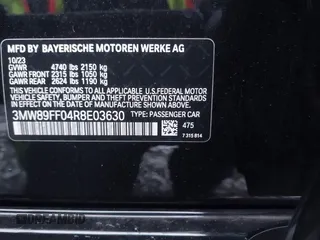 MFD BY BAYERISCHE MOTOREN WERKE AG
10/23
GVWR 4740 lbs 2150 kg
GAWR FRONT 2315 lbs 1050 kg
GAWR REAR 2624 lbs 1190 kg
THIS VEHICLE CONFORMS TO ALL APPLICABLE U.S.
FEDERAL MOTOR VEHICLE SAFETY, BUMPER, AND
THEFT PREVENTION STANDARDS IN EFFECT ON THE
DATE OF MANUFACTURE SHOWN ABOVE.
3MW89FF04R8E03630 TYPE: PASSENGER CAR
475
7 315 814